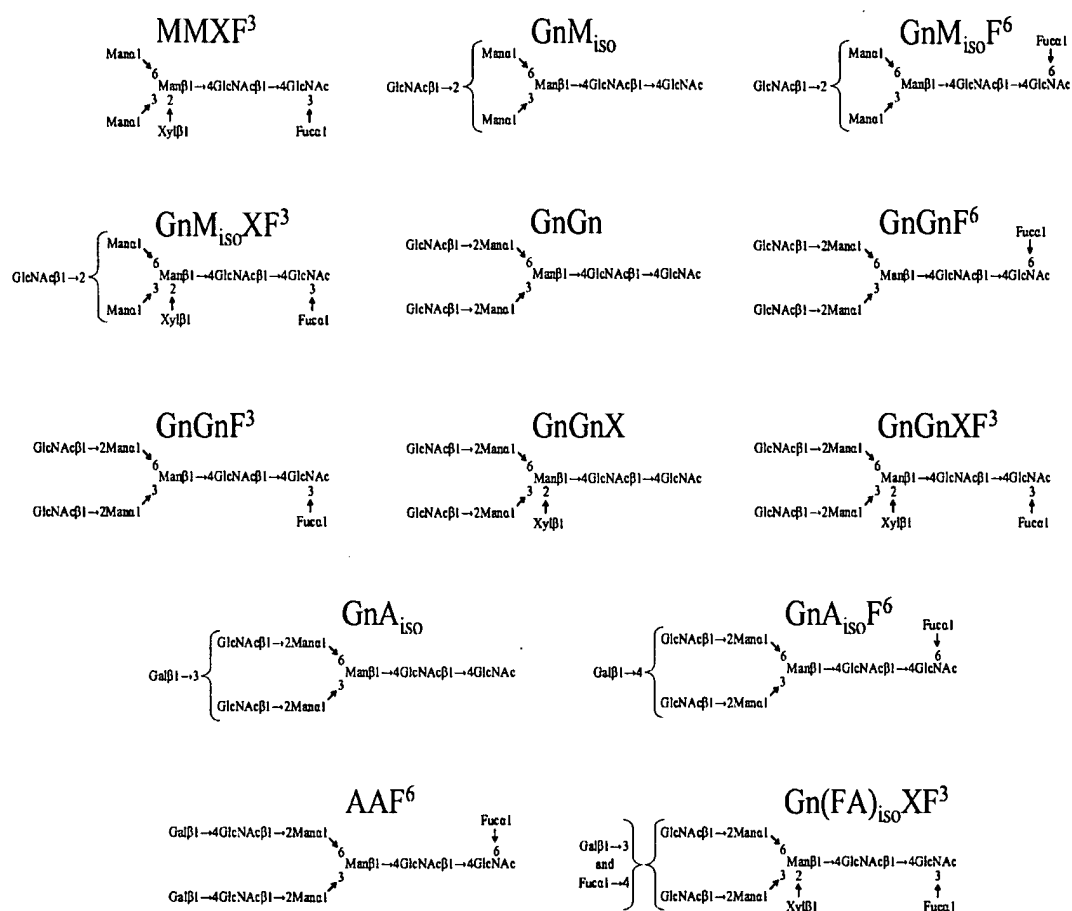 MMXF³
Manα1
6
Manβ1→4GlcNAcβ1→4GlcNAc
3 2 3
Manα1 Xylβ1 Fucα1
GnM_iso
Manα1
6
GlcNAcβ1→2 Manβ1→4GlcNAcβ1→4GlcNAc
3
Manα1
GnM_isoF⁶
Fucα1
Manα1
6 6
GlcNAcβ1→2 Manβ1→4GlcNAcβ1→4GlcNAc
3
Manα1
GnM_isoXF³
Manα1
6
GlcNAcβ1→2 Manβ1→4GlcNAcβ1→4GlcNAc
3 2 3
Manα1 Xylβ1 Fucα1
GnGn
GlcNAcβ1→2Manα1
6
Manβ1→4GlcNAcβ1→4GlcNAc
3
GlcNAcβ1→2Manα1
GnGnF⁶
Fucα1
GlcNAcβ1→2Manα1
6 6
Manβ1→4GlcNAcβ1→4GlcNAc
3
GlcNAcβ1→2Manα1
GnGnF³
GlcNAcβ1→2Manα1
6
Manβ1→4GlcNAcβ1→4GlcNAc
3 3
GlcNAcβ1→2Manα1 Fucα1
GnGnX
GlcNAcβ1→2Manα1
6
Manβ1→4GlcNAcβ1→4GlcNAc
3 2
GlcNAcβ1→2Manα1 Xylβ1
GnGnXF³
GlcNAcβ1→2Manα1
6
Manβ1→4GlcNAcβ1→4GlcNAc
3 2 3
GlcNAcβ1→2Manα1 Xylβ1 Fucα1
GnA_iso
GlcNAcβ1→2Manα1
6
Galβ1→3 Manβ1→4GlcNAcβ1→4GlcNAc
3
GlcNAcβ1→2Manα1
GnA_isoF⁶
Fucα1
GlcNAcβ1→2Manα1
6 6
Galβ1→4 Manβ1→4GlcNAcβ1→4GlcNAc
3
GlcNAcβ1→2Manα1
AAF⁶
Fucα1
Galβ1→4GlcNAcβ1→2Manα1
6 6
Manβ1→4GlcNAcβ1→4GlcNAc
3
Galβ1→4GlcNAcβ1→2Manα1
Gn(FA)_isoXF³
GlcNAcβ1→2Manα1
Galβ1→3 6
and Manβ1→4GlcNAcβ1→4GlcNAc
Fucα1→4 3 2 3
GlcNAcβ1→2Manα1 Xylβ1 Fucα1